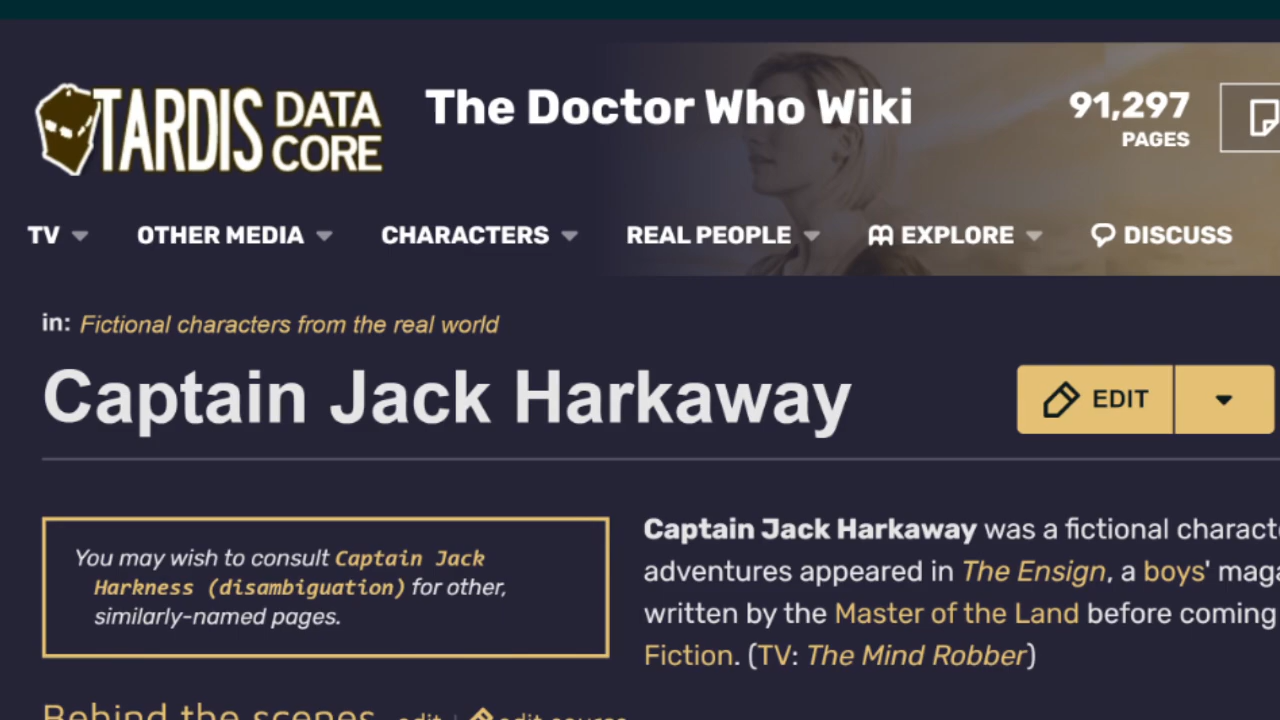 TARDIS DATA CORE
The Doctor Who Wiki
91,297
PAGES
TV OTHER MEDIA CHARACTERS REAL PEOPLE EXPLORE DISCUSS
in: Fictional characters from the real world
Captain Jack Harkaway
EDIT
You may wish to consult Captain Jack
Harkness (disambiguation) for other,
similarly-named pages.
Captain Jack Harkaway was a fictional
adventures appeared in The Ensign, a boys'
written by the Master of the Land before coming
Fiction. (TV: The Mind Robber)
Behind the scenes edit | edit source